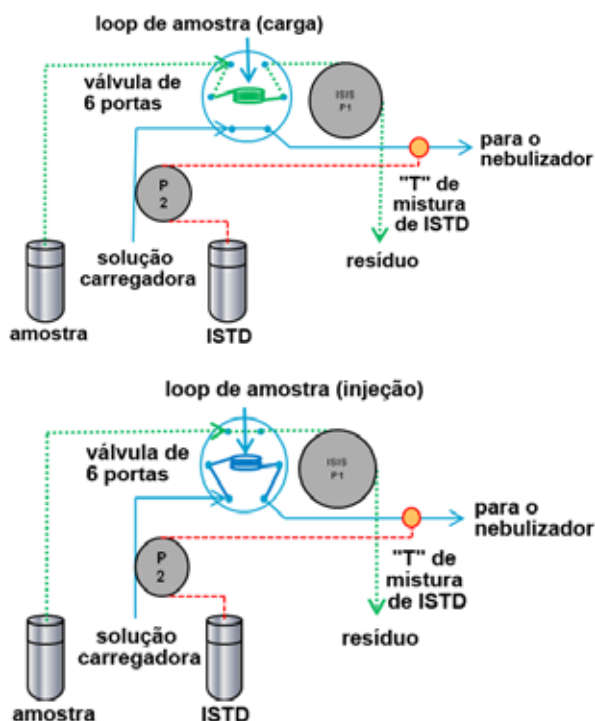 loop de amostra (carga)
válvula de
6 portas
ISIS
P1
para o
nebulizador
P
2
"T" de
mistura
de ISTD
solução
carregadora
resíduo
amostra
ISTD
loop de amostra (injeção)
válvula de
6 portas
ISIS
P1
para o
nebulizador
P
2
"T" de
mistura
de ISTD
solução
carregadora
resíduo
amostra
ISTD